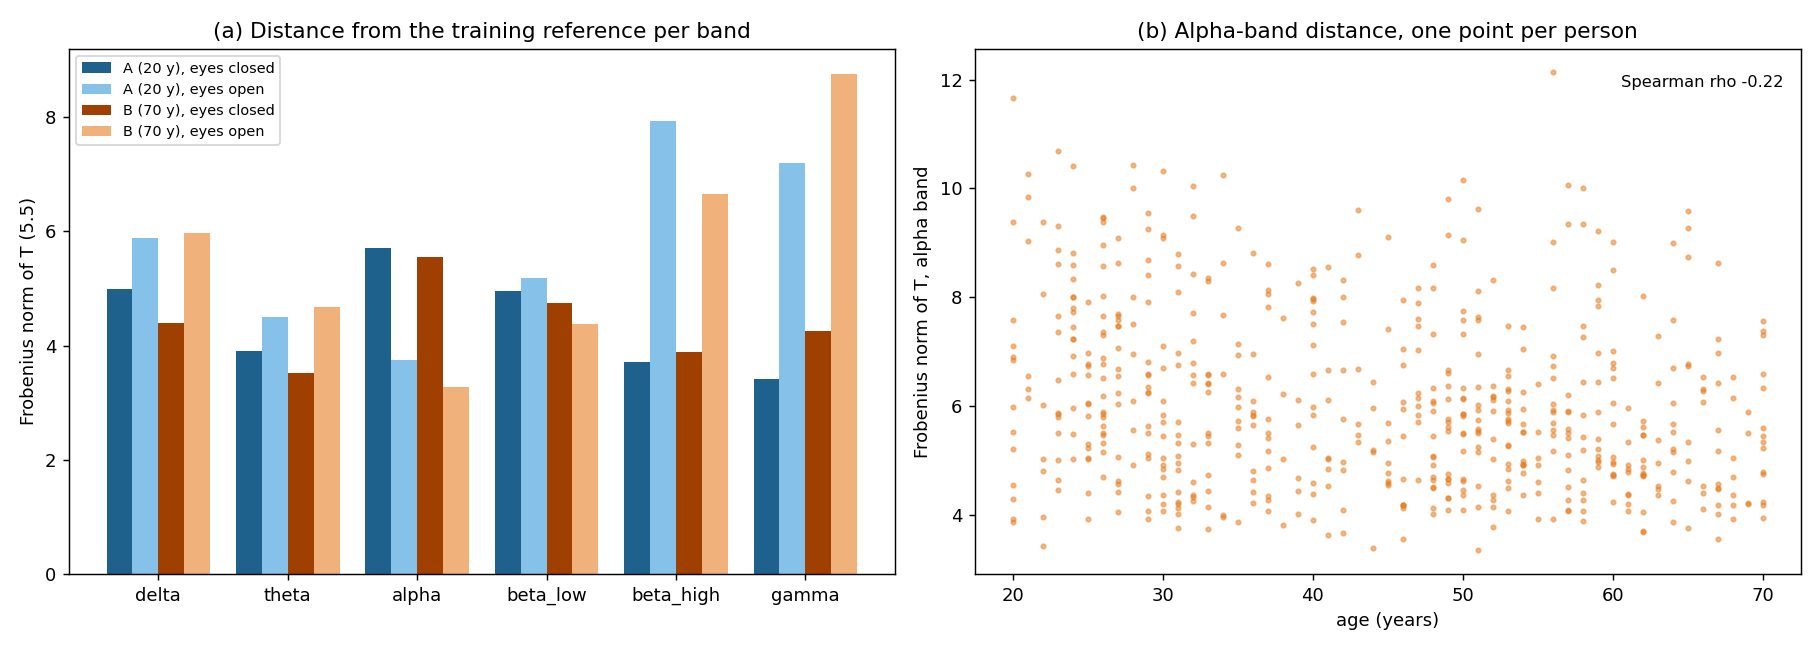 (a) Distance from the training reference per band
Frobenius norm of T (5.5)
8
6
4
2
0
A (20 y), eyes closed
A (20 y), eyes open
B (70 y), eyes closed
B (70 y), eyes open
delta theta alpha beta_low beta_high gamma
(b) Alpha-band distance, one point per person
Frobenius norm of T, alpha band
12
10
8
6
4
Spearman rho -0.22
20 30 40 50 60 70
age (years)